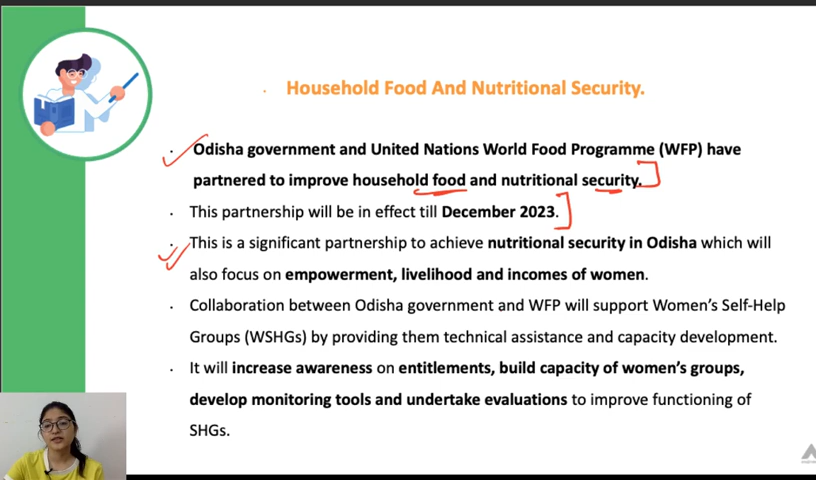 Household Food And Nutritional Security.
Odisha government and United Nations World Food Programme (WFP) have
partnered to improve household food and nutritional security.
This partnership will be in effect till December 2023.
This is a significant partnership to achieve nutritional security in Odisha which will
also focus on empowerment, livelihood and incomes of women.
Collaboration between Odisha government and WFP will support Women's Self-Help
Groups (WSHGs) by providing them technical assistance and capacity development.
It will increase awareness on entitlements, build capacity of women's groups,
develop monitoring tools and undertake evaluations to improve functioning of
SHGs.